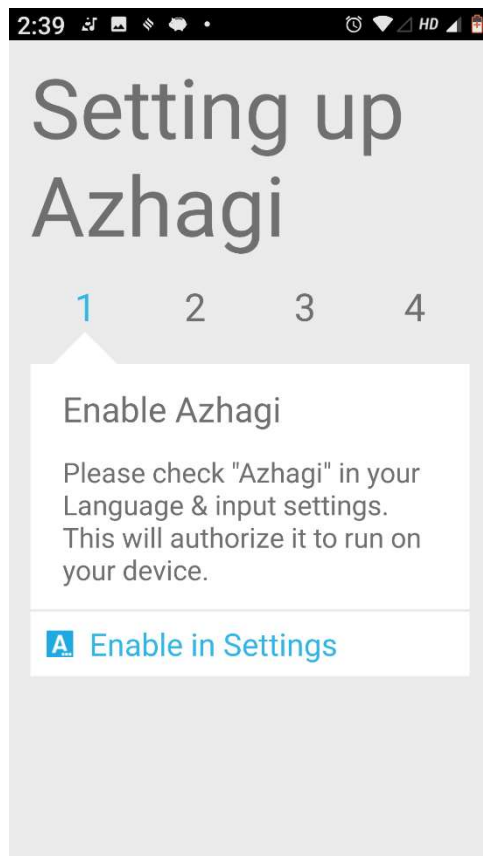 2:39 HD
Setting up
Azhagi
1 2 3 4
Enable Azhagi
Please check "Azhagi" in your
Language & input settings.
This will authorize it to run on
your device.
A Enable in Settings